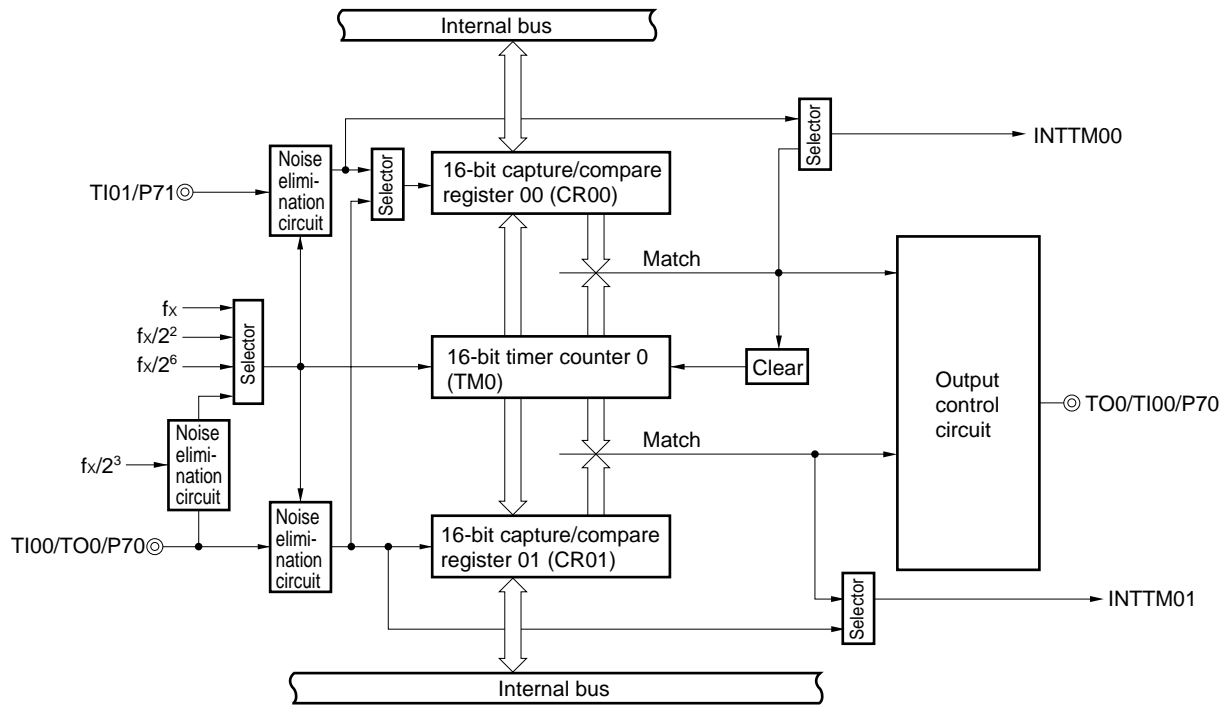 Internal bus
Selector
INTTM00
Noise
elimi-
nation
circuit
Selector
16-bit capture/compare
register 00 (CR00)
TI01/P71
Match
fX
fX/2²
fX/2⁶
Selector
16-bit timer counter 0
(TM0)
Clear
Output
control
circuit
TO0/TI00/P70
Noise
elimi-
nation
circuit
fX/2³
Match
TI00/TO0/P70
Noise
elimi-
nation
circuit
16-bit capture/compare
register 01 (CR01)
Selector
INTTM01
Internal bus